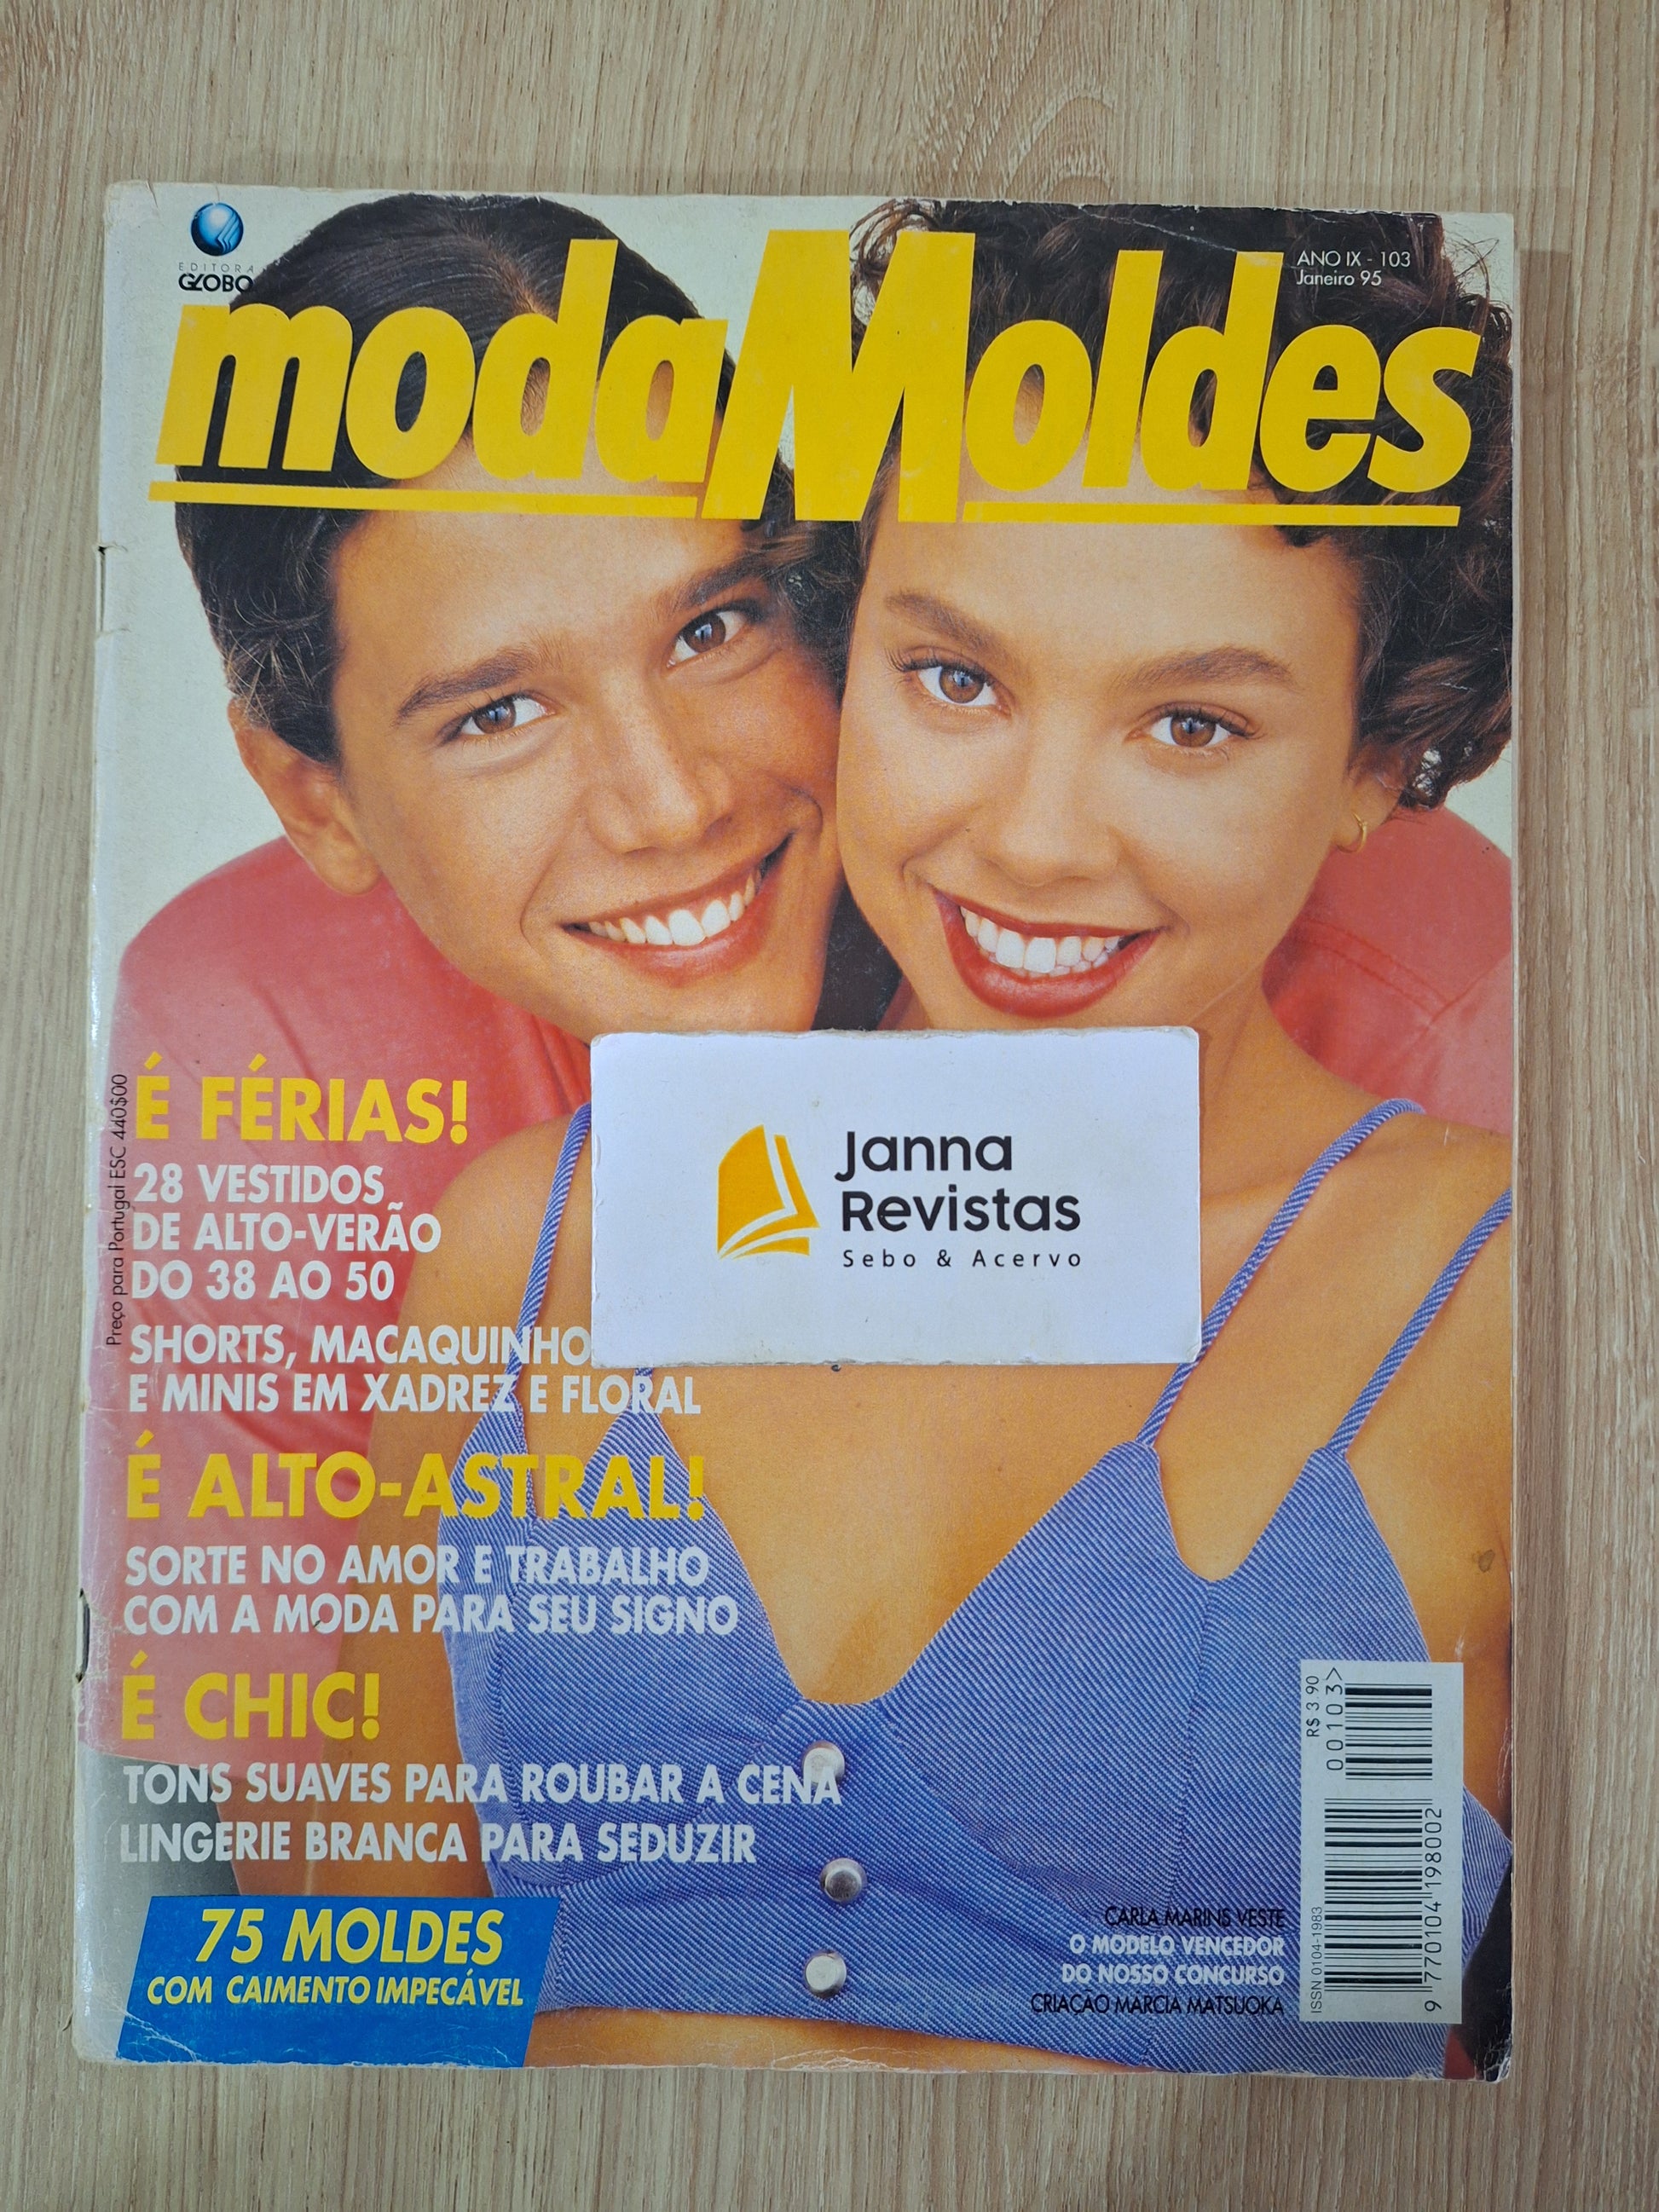 EDITORA
GLOBO
ANO IX - 103
Janeiro 95
modaMoldes
Preço para Portugal ESC 440$00
É FÉRIAS!
28 VESTIDOS
DE ALTO-VERÃO
DO 38 AO 50
SHORTS, MACAQUINHO
E MINIS EM XADREZ E FLORAL
É ALTO-ASTRAL!
SORTE NO AMOR E TRABALHO
COM A MODA PARA SEU SIGNO
É CHIC!
TONS SUAVES PARA ROUBAR A CENA
LINGERIE BRANCA PARA SEDUZIR
75 MOLDES
COM CAIMENTO IMPECÁVEL
Janna
Revistas
Sebo & Acervo
CARLA MARINS VESTE
O MODELO VENCEDOR
DO NOSSO CONCURSO
CRIAÇÃO MARCIA MATSUOKA
R$ 3 90
00103>
ISSN 0104-1983
9 770104 198002